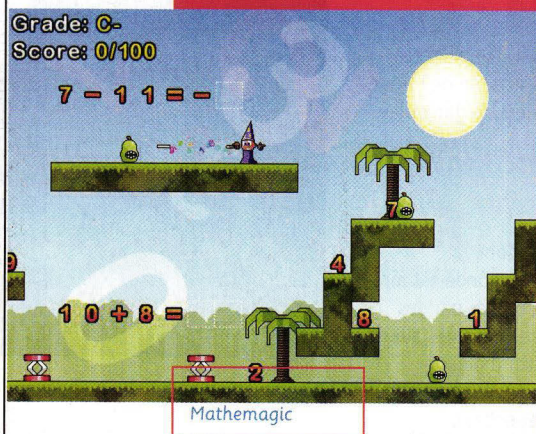 Grade: C-
Score: 0/100
7 - 1 1 = -
7
9
4
1 0 + 8 =
8
1
2
Mathemagic